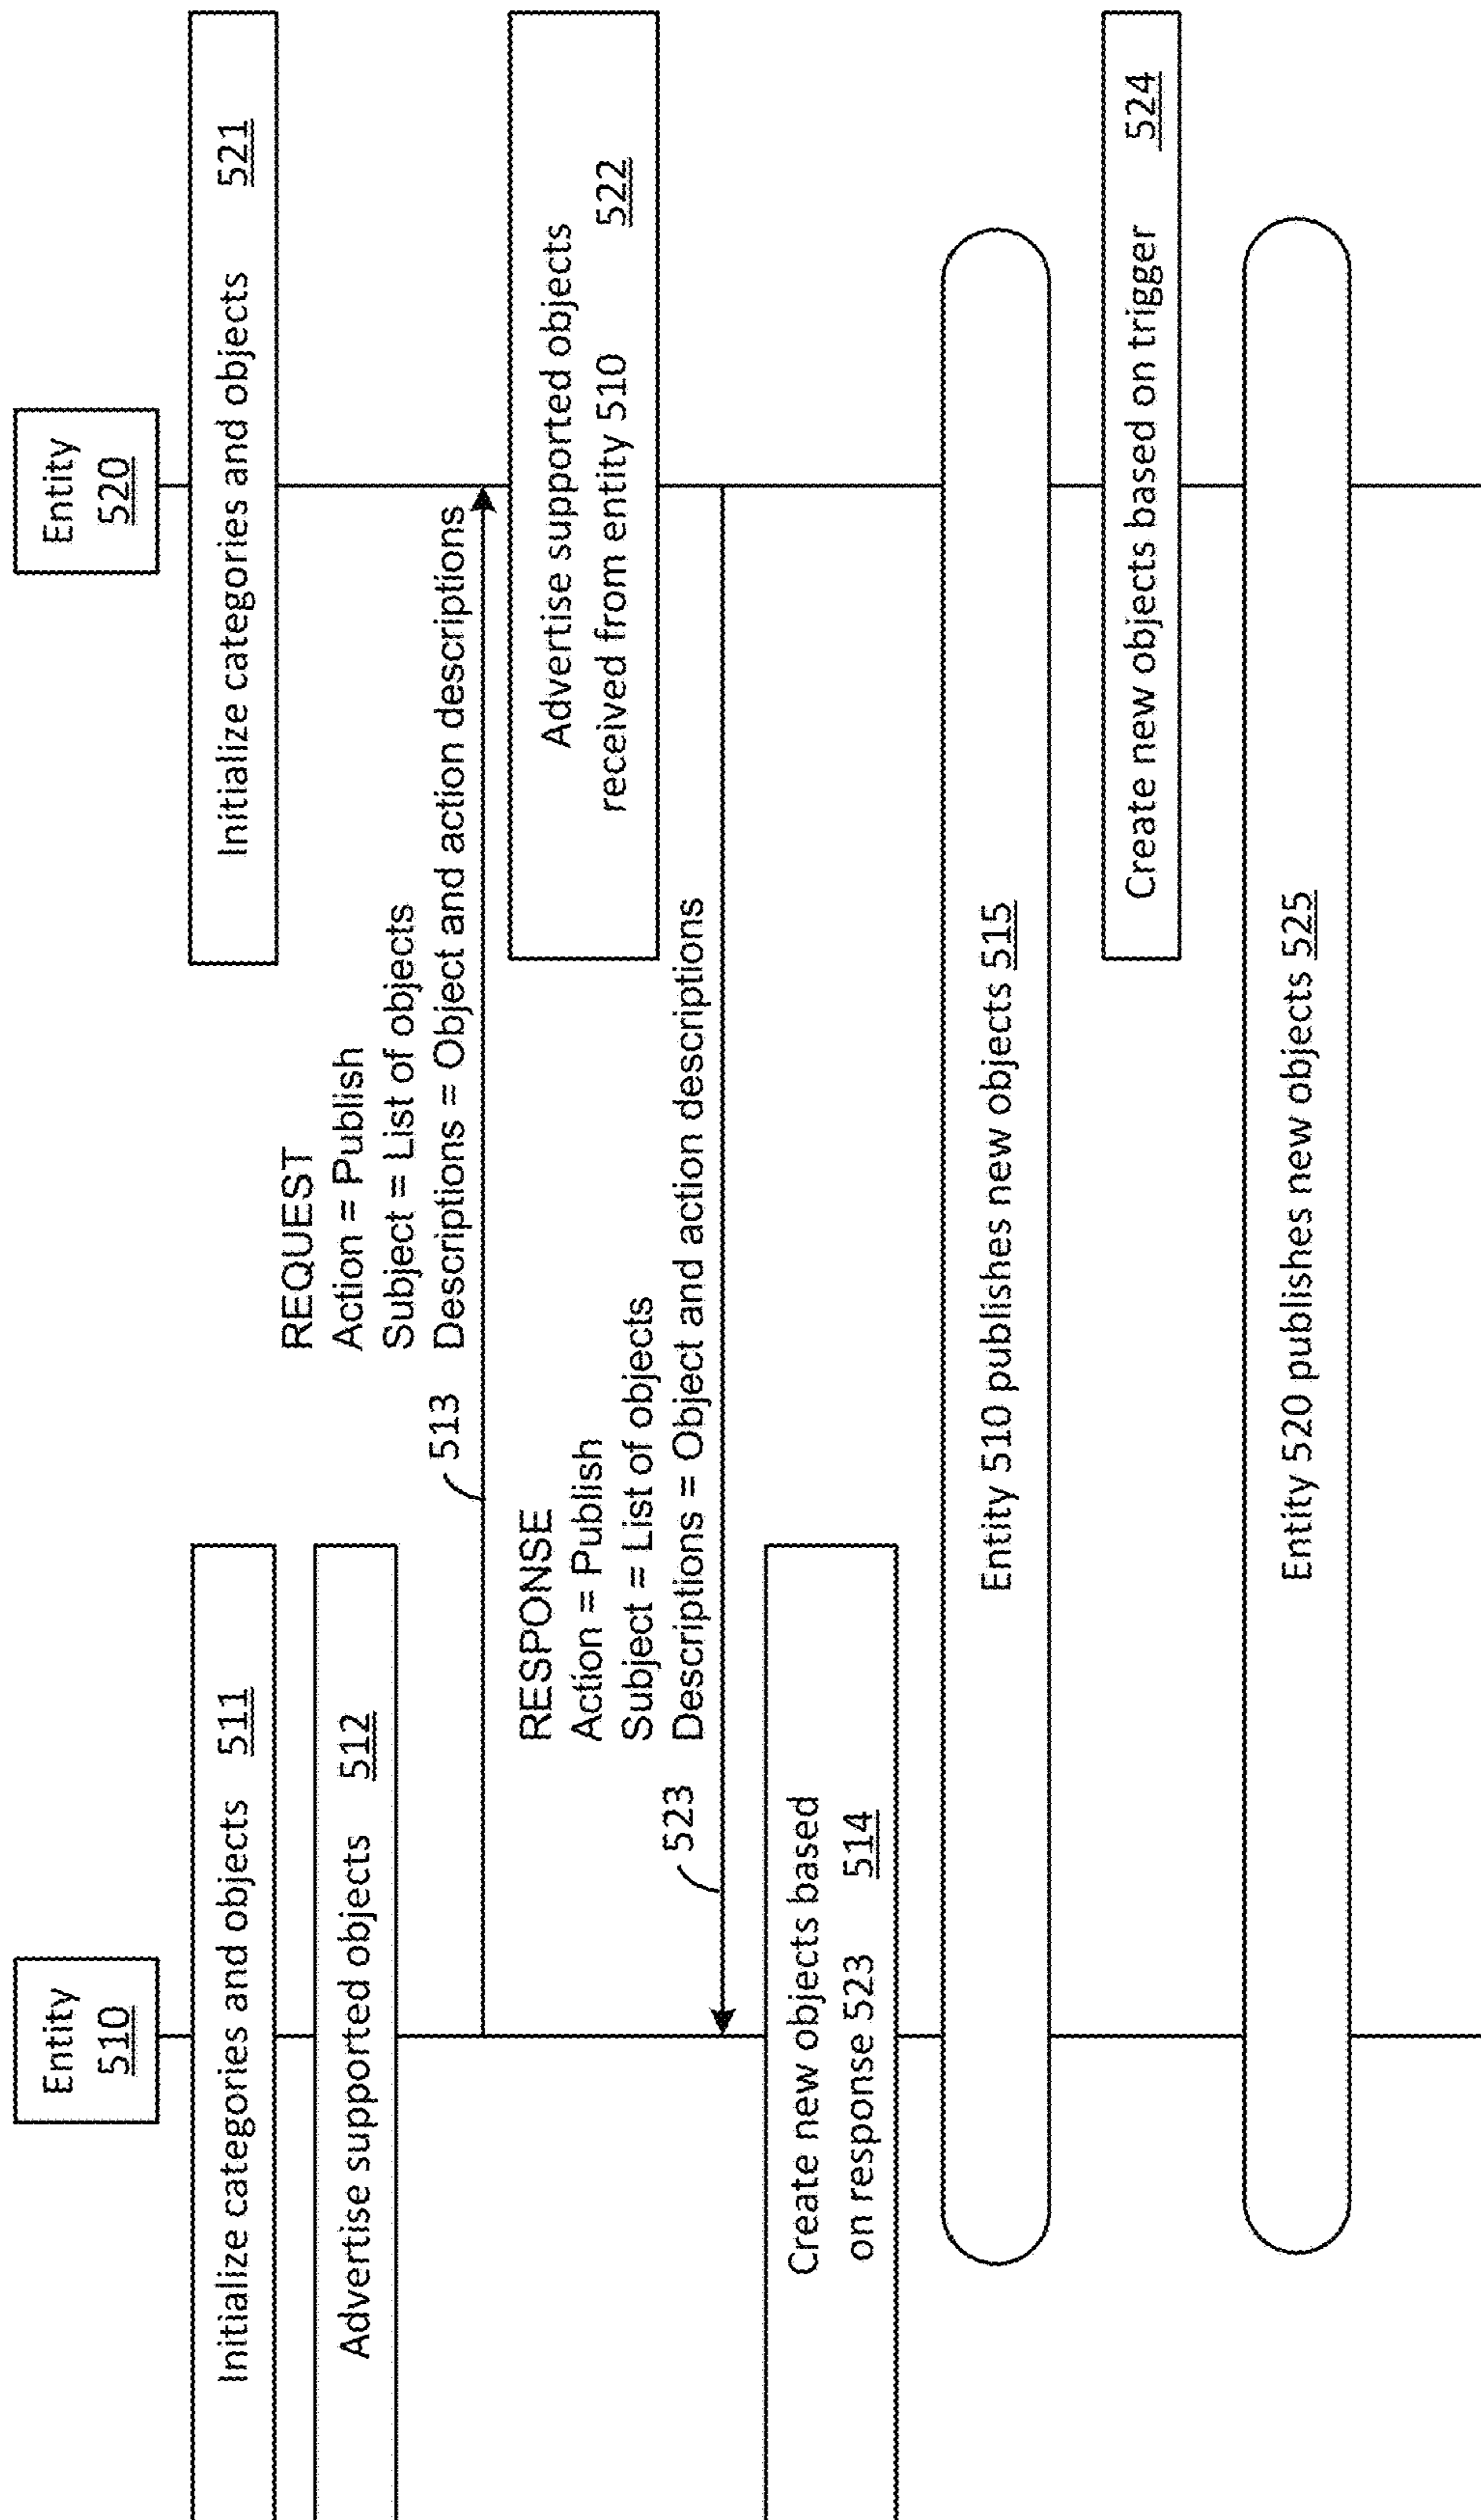 Entity
510
Entity
520
Initialize categories and objects 511
Initialize categories and objects 521
Advertise supported objects 512
REQUEST
Action = Publish
Subject = List of objects
Descriptions = Object and action descriptions
513
Advertise supported objects
received from entity 510 522
RESPONSE
Action = Publish
Subject = List of objects
Descriptions = Object and action descriptions
523
Create new objects based
on response 523 514
Entity 510 publishes new objects 515
Create new objects based on trigger 524
Entity 520 publishes new objects 525